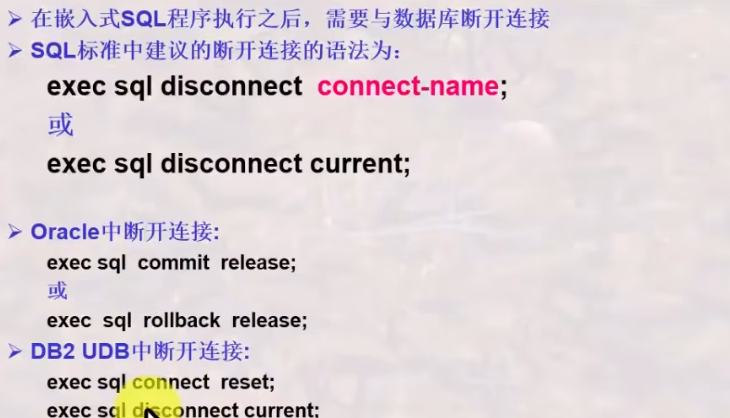 ➢ 在嵌入式SQL程序执行之后，需要与数据库断开连接
➢ SQL标准中建议的断开连接的语法为：
exec sql disconnect connect-name;
或
exec sql disconnect current;
➢ Oracle中断开连接:
exec sql commit release;
或
exec sql rollback release;
➢ DB2 UDB中断开连接:
exec sql connect reset;
exec sql disconnect current;